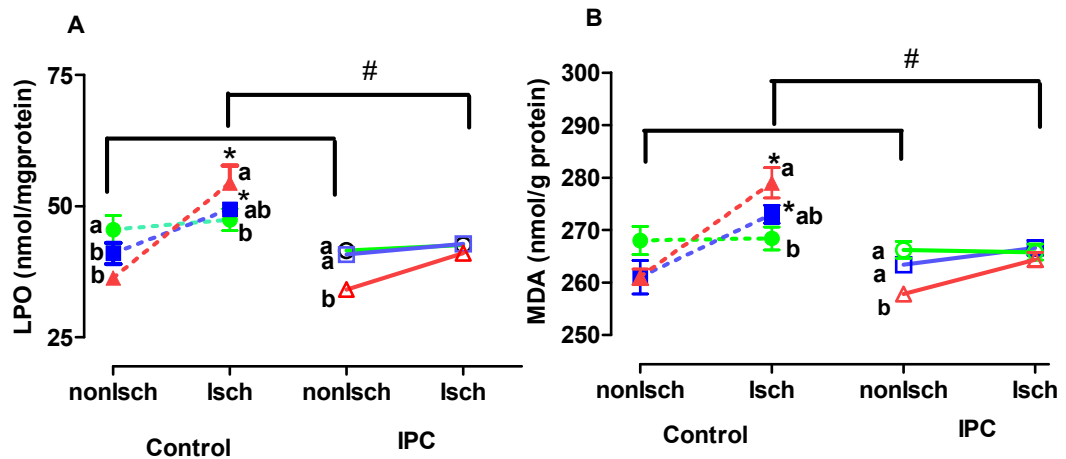 A
LPO (nmol/mgprotein)
75
50
25
#
*
a
*
ab
b
a
b
b
a
a
b
nonIsch
Isch
nonIsch
Isch
Control
IPC
B
MDA (nmol/g protein)
300
290
280
270
260
250
#
*
a
*
ab
b
a
a
b
nonIsch
Isch
nonIsch
Isch
Control
IPC